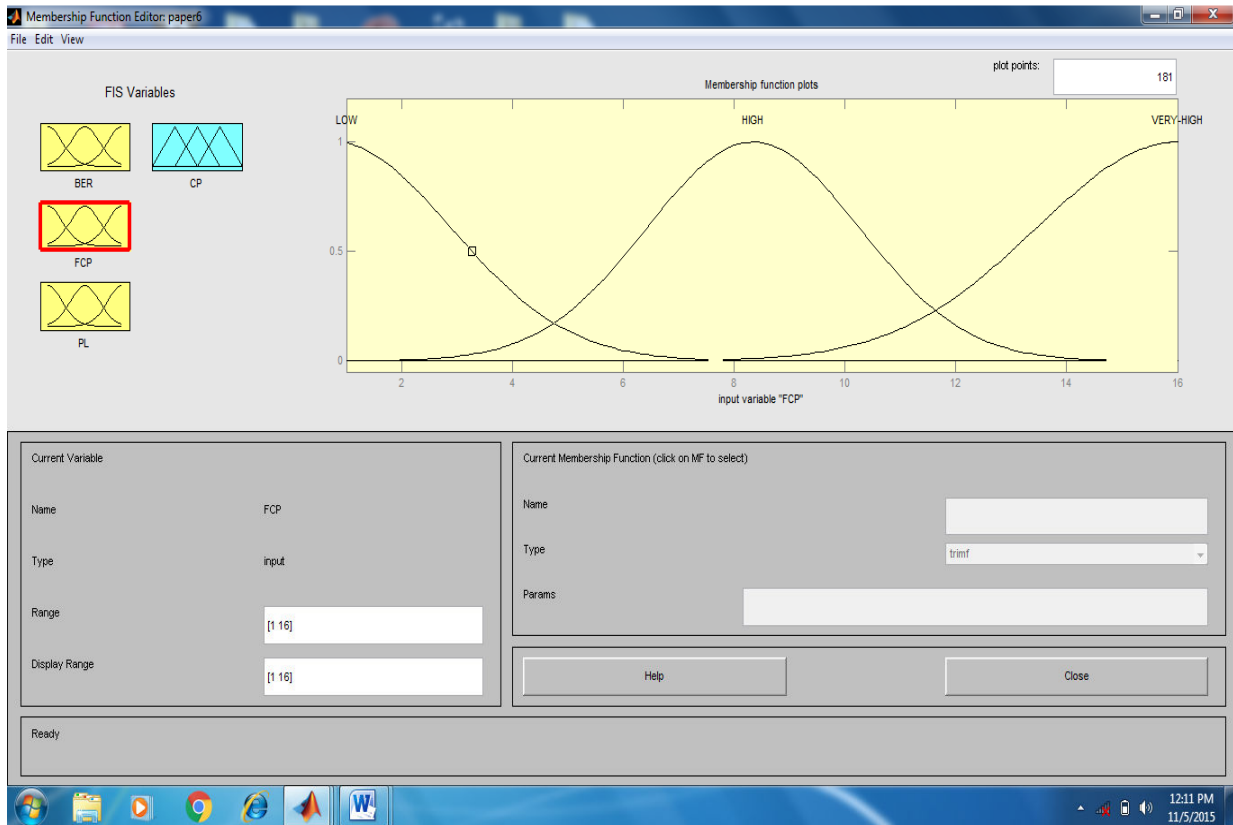 Membership Function Editor: paper6
File Edit View
FIS Variables
BER
CP
FCP
PL
plot points:
181
Membership function plots
LOW
HIGH
VERY-HIGH
1
0.5
0
2 4 6 8 10 12 14 16
input variable "FCP"
Current Variable
Name FCP
Type input
Range [1 16]
Display Range [1 16]
Current Membership Function (click on MF to select)
Name
Type trimf
Params
Help
Close
Ready
12:11 PM
11/5/2015